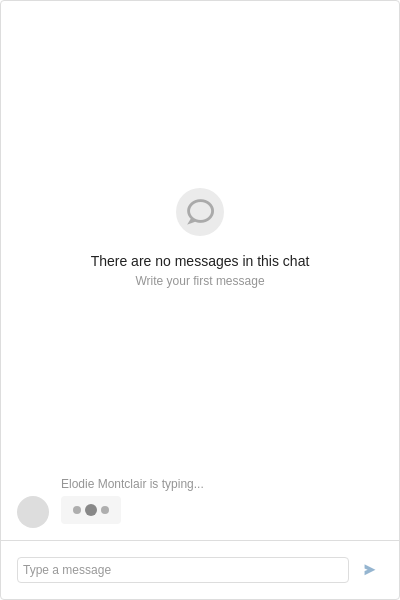 There are no messages in this chat
Write your first message
Elodie Montclair is typing...
Type a message